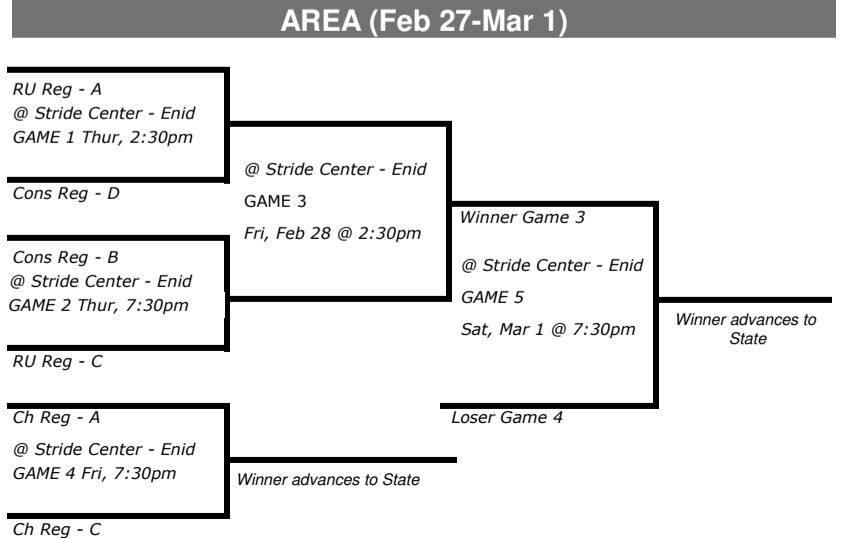 AREA (Feb 27-Mar 1)
RU Reg - A
@ Stride Center - Enid
GAME 1 Thur, 2:30pm
Cons Reg - D
@ Stride Center - Enid
GAME 3
Fri, Feb 28 @ 2:30pm
Cons Reg - B
@ Stride Center - Enid
GAME 2 Thur, 7:30pm
RU Reg - C
Winner Game 3
@ Stride Center - Enid
GAME 5
Sat, Mar 1 @ 7:30pm
Loser Game 4
Winner advances to
State
Ch Reg - A
@ Stride Center - Enid
GAME 4 Fri, 7:30pm
Ch Reg - C
Winner advances to State